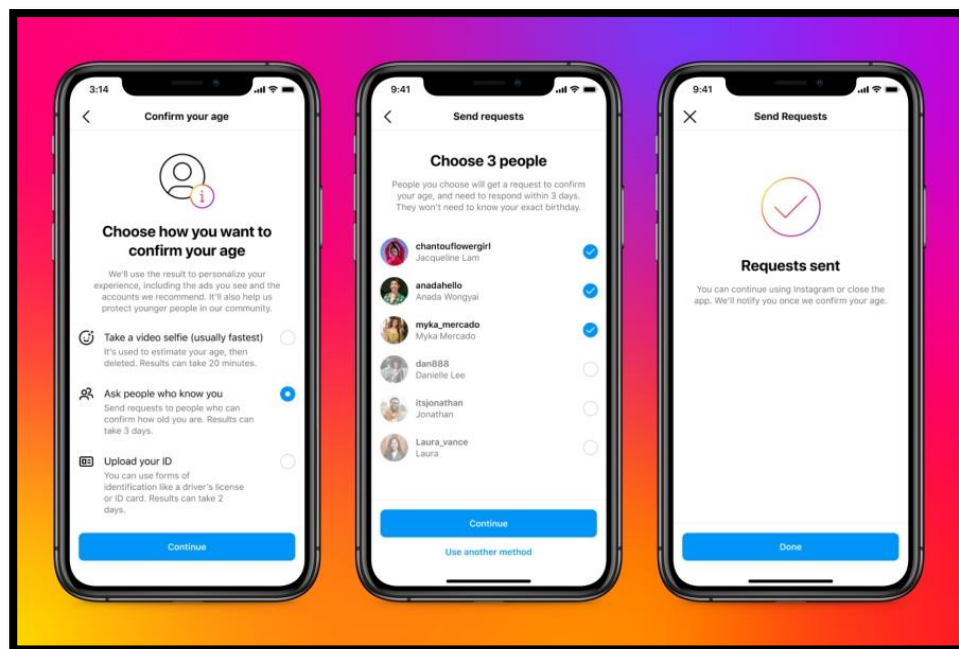 3:14
Confirm your age
Choose how you want to
confirm your age
We'll use the result to personalize your
experience, including the ads you see and the
accounts we recommend. It'll also help us
protect younger people in our community.
Take a video selfie (usually fastest)
It's used to estimate your age, then
deleted. Results can take 20 minutes.
Ask people who know you
Send requests to people who can
confirm how old you are. Results can
take 3 days.
Upload your ID
You can use forms of
identification like a driver's license
or ID card. Results can take 2
days.
Continue
9:41
Send requests
Choose 3 people
People you choose will get a request to confirm
your age, and need to respond within 3 days.
They won't need to know your exact birthday.
chantouflowergirl
Jacqueline Lam
anadahello
Anada Wongyai
myka_mercado
Myka Mercado
dan888
Danielle Lee
itsjonathan
Jonathan
Laura_vance
Laura
Continue
Use another method
9:41
Send Requests
Requests sent
You can continue using Instagram or close the
app. We'll notify you once we confirm your age.
Done